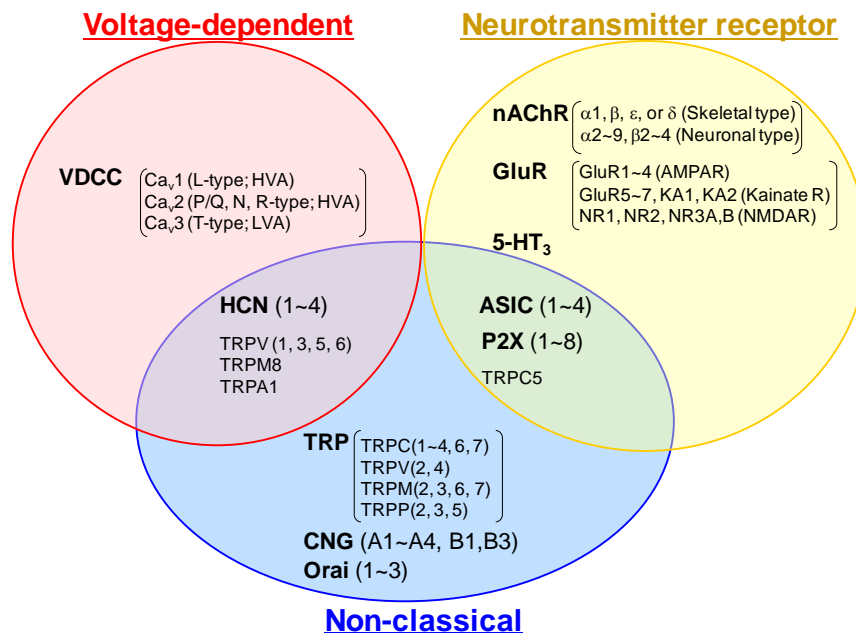 Voltage-dependent
Neurotransmitter receptor
nAChR
α1, β, ε, or δ (Skeletal type)
α2~9, β2~4 (Neuronal type)
VDCC
Caᵥ1 (L-type; HVA)
Caᵥ2 (P/Q, N, R-type; HVA)
Caᵥ3 (T-type; LVA)
GluR
GluR1~4 (AMPAR)
GluR5~7, KA1, KA2 (Kainate R)
NR1, NR2, NR3A,B (NMDAR)
5-HT₃
HCN (1~4)
TRPV (1, 3, 5, 6)
TRPM8
TRPA1
ASIC (1~4)
P2X (1~8)
TRPC5
TRP
TRPC(1~4, 6, 7)
TRPV(2, 4)
TRPM(2, 3, 6, 7)
TRPP(2, 3, 5)
CNG (A1~A4, B1,B3)
Orai (1~3)
Non-classical